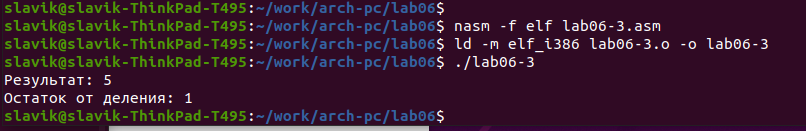 slavik@slavik-ThinkPad-T495:~/work/arch-pc/lab06$
slavik@slavik-ThinkPad-T495:~/work/arch-pc/lab06$ nasm -f elf lab06-3.asm
slavik@slavik-ThinkPad-T495:~/work/arch-pc/lab06$ ld -m elf_i386 lab06-3.o -o lab06-3
slavik@slavik-ThinkPad-T495:~/work/arch-pc/lab06$ ./lab06-3
Результат: 5
Остаток от деления: 1
slavik@slavik-ThinkPad-T495:~/work/arch-pc/lab06$